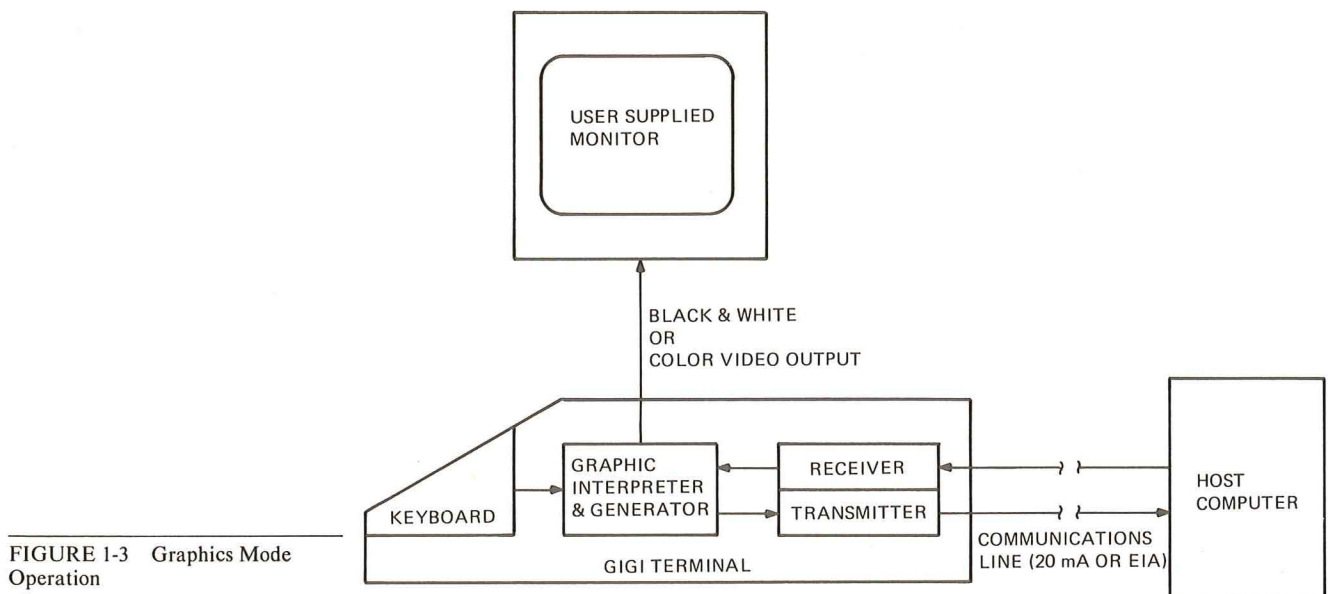 USER SUPPLIED
MONITOR
BLACK & WHITE
OR
COLOR VIDEO OUTPUT
KEYBOARD
GRAPHIC
INTERPRETER
& GENERATOR
RECEIVER
TRANSMITTER
GIGI TERMINAL
COMMUNICATIONS
LINE (20 mA OR EIA)
HOST
COMPUTER
FIGURE 1-3 Graphics Mode
Operation